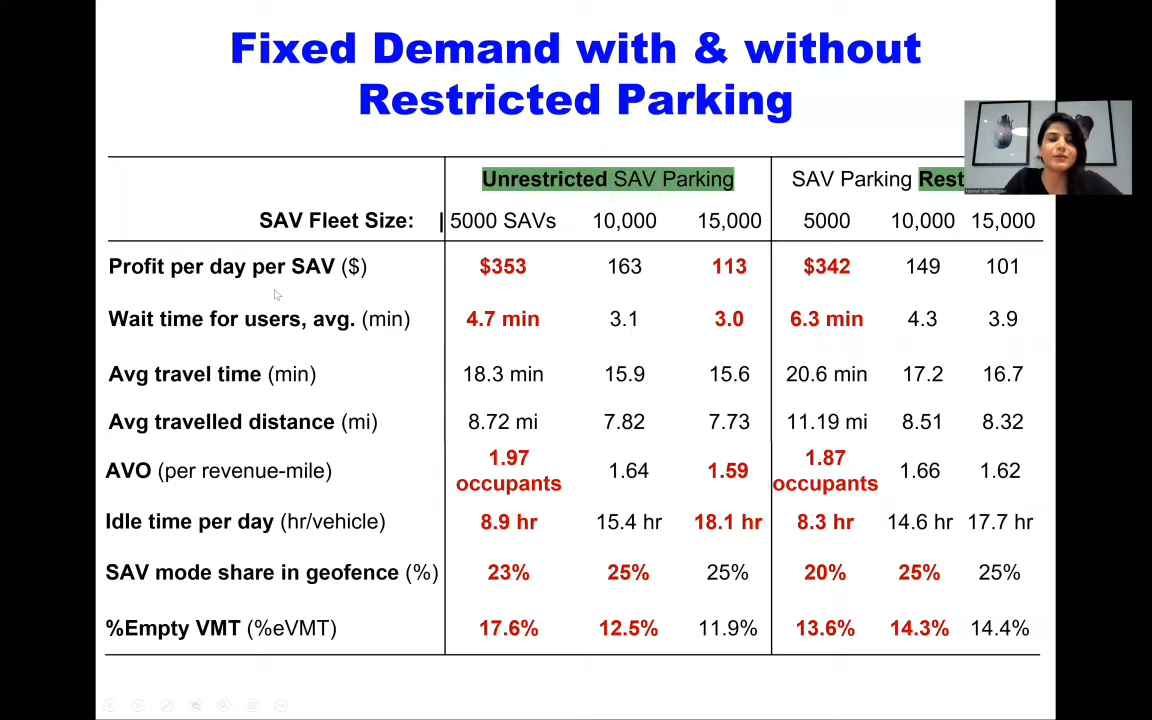 Fixed Demand with & without
Restricted Parking
Unrestricted SAV Parking SAV Parking Rest
SAV Fleet Size: | 5000 SAVs 10,000 15,000 5000 10,000 15,000
Profit per day per SAV ($) $353 163 113 $342 149 101
Wait time for users, avg. (min) 4.7 min 3.1 3.0 6.3 min 4.3 3.9
Avg travel time (min) 18.3 min 15.9 15.6 20.6 min 17.2 16.7
Avg travelled distance (mi) 8.72 mi 7.82 7.73 11.19 mi 8.51 8.32
AVO (per revenue-mile) 1.97 occupants 1.64 1.59 1.87 occupants 1.66 1.62
Idle time per day (hr/vehicle) 8.9 hr 15.4 hr 18.1 hr 8.3 hr 14.6 hr 17.7 hr
SAV mode share in geofence (%) 23% 25% 25% 20% 25% 25%
%Empty VMT (%eVMT) 17.6% 12.5% 11.9% 13.6% 14.3% 14.4%